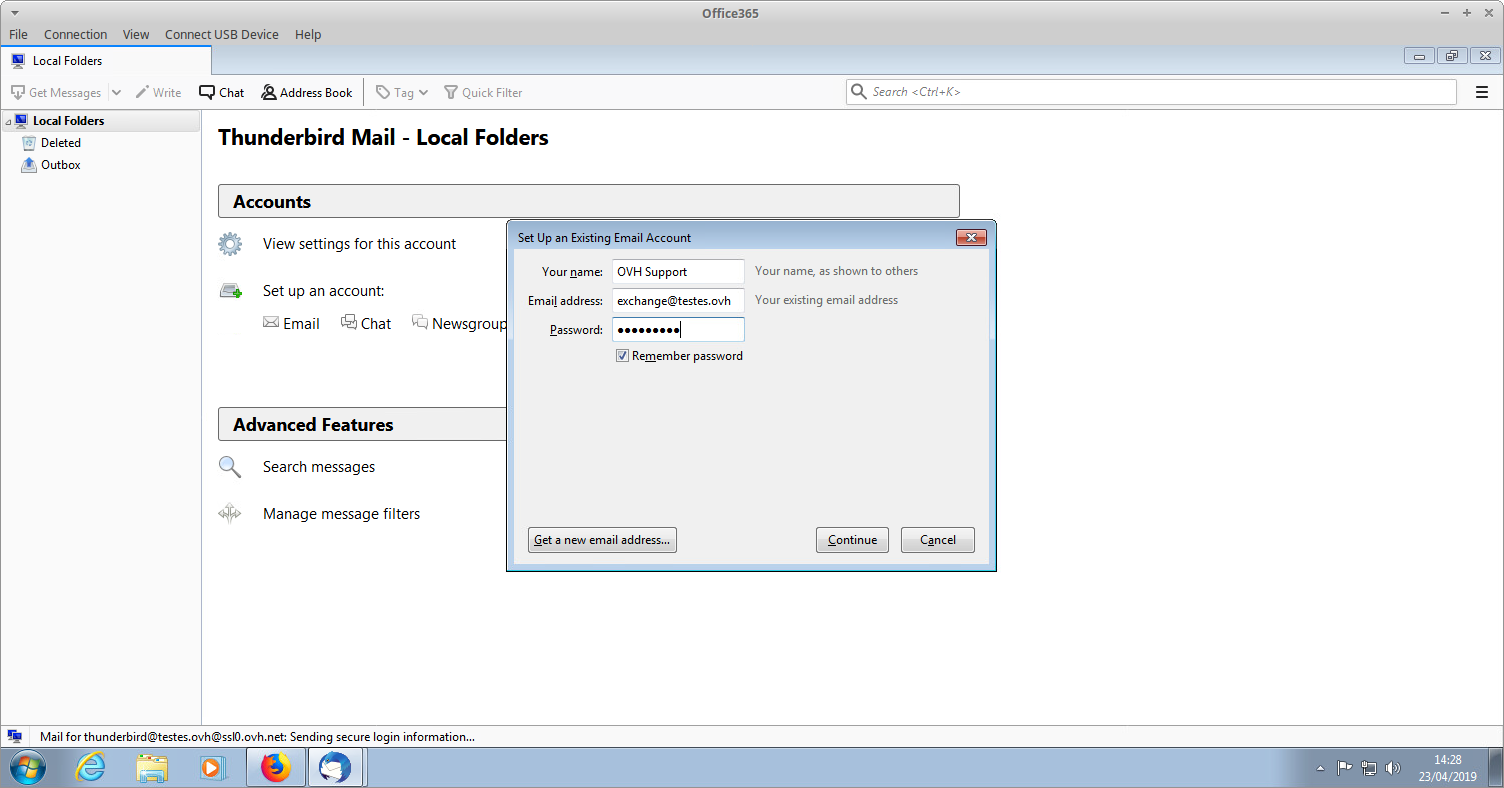 Office365
File Connection View Connect USB Device Help
Local Folders
Get Messages Write Chat Address Book Tag Quick Filter Search <Ctrl+K>
Local Folders
Deleted
Outbox
Thunderbird Mail - Local Folders
Accounts
View settings for this account
Set up an account:
Email Chat Newsgroup
Advanced Features
Search messages
Manage message filters
Set Up an Existing Email Account
Your name: OVH Support Your name, as shown to others
Email address: exchange@testes.ovh Your existing email address
Password: ●●●●●●●●●
Remember password
Get a new email address... Continue Cancel
Mail for thunderbird@testes.ovh@ssl0.ovh.net: Sending secure login information...
14:28
23/04/2019